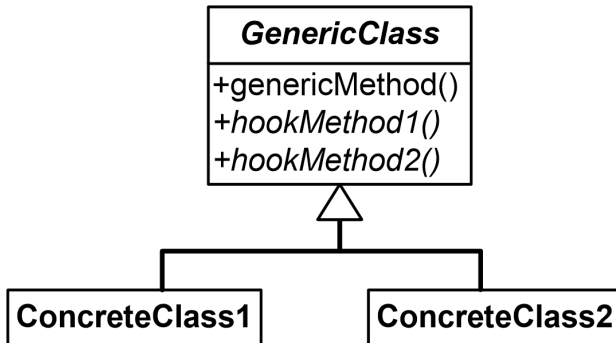 GenericClass
+genericMethod()
+hookMethod1()
+hookMethod2()
ConcreteClass1
ConcreteClass2